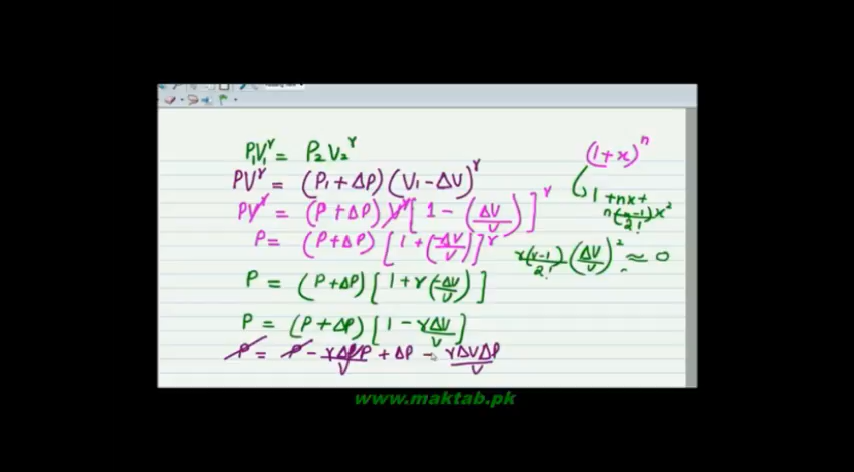 P₁V₁^γ = P₂V₂^γ
PV^γ = (P₁ + ΔP) (V₁ - ΔV)^γ
PV^γ = (P + ΔP) V^γ [1 - (ΔV/V)]^γ
P = (P + ΔP) [1 + (-ΔV/V)]^γ
P = (P + ΔP) [1 + γ(-ΔV/V)]
P = (P + ΔP) [1 - γΔV/V]
P = P - γΔVP/V + ΔP - γΔVΔP/V
(1 + x)^n
1 + nx +
n(n-1)/2! x²
γ(γ-1)/2! (ΔV/V)² ≈ 0
www.maktab.pk